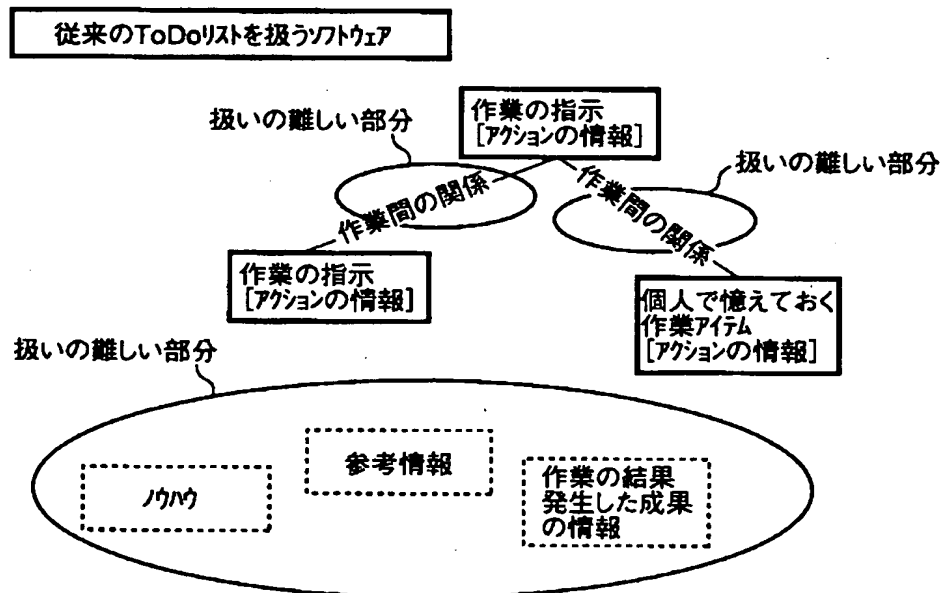 従来のToDoリストを扱うソフトウェア
作業の指示
[アクションの情報]
扱いの難しい部分
扱いの難しい部分
作業間の関係
作業間の関係
作業の指示
[アクションの情報]
個人で憶えておく
作業アイテム
[アクションの情報]
扱いの難しい部分
参考情報
ノウハウ
作業の結果
発生した成果
の情報